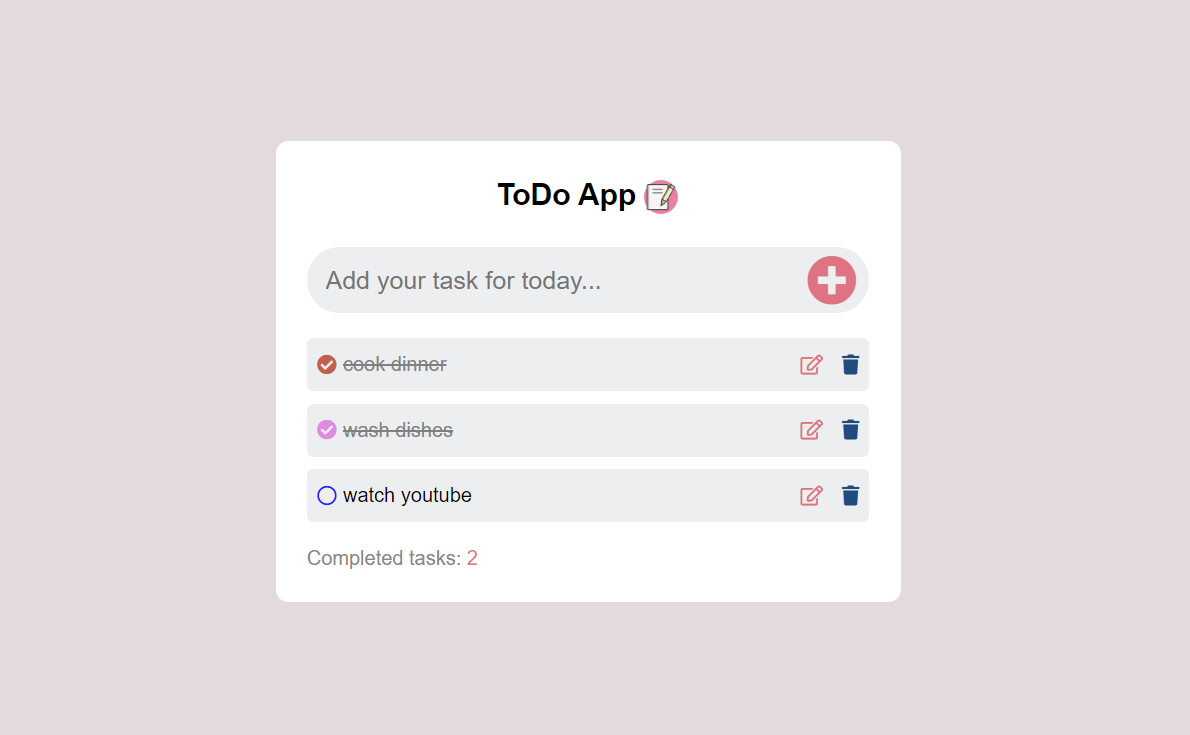 ToDo App
Add your task for today...
cook dinner
wash dishes
watch youtube
Completed tasks: 2